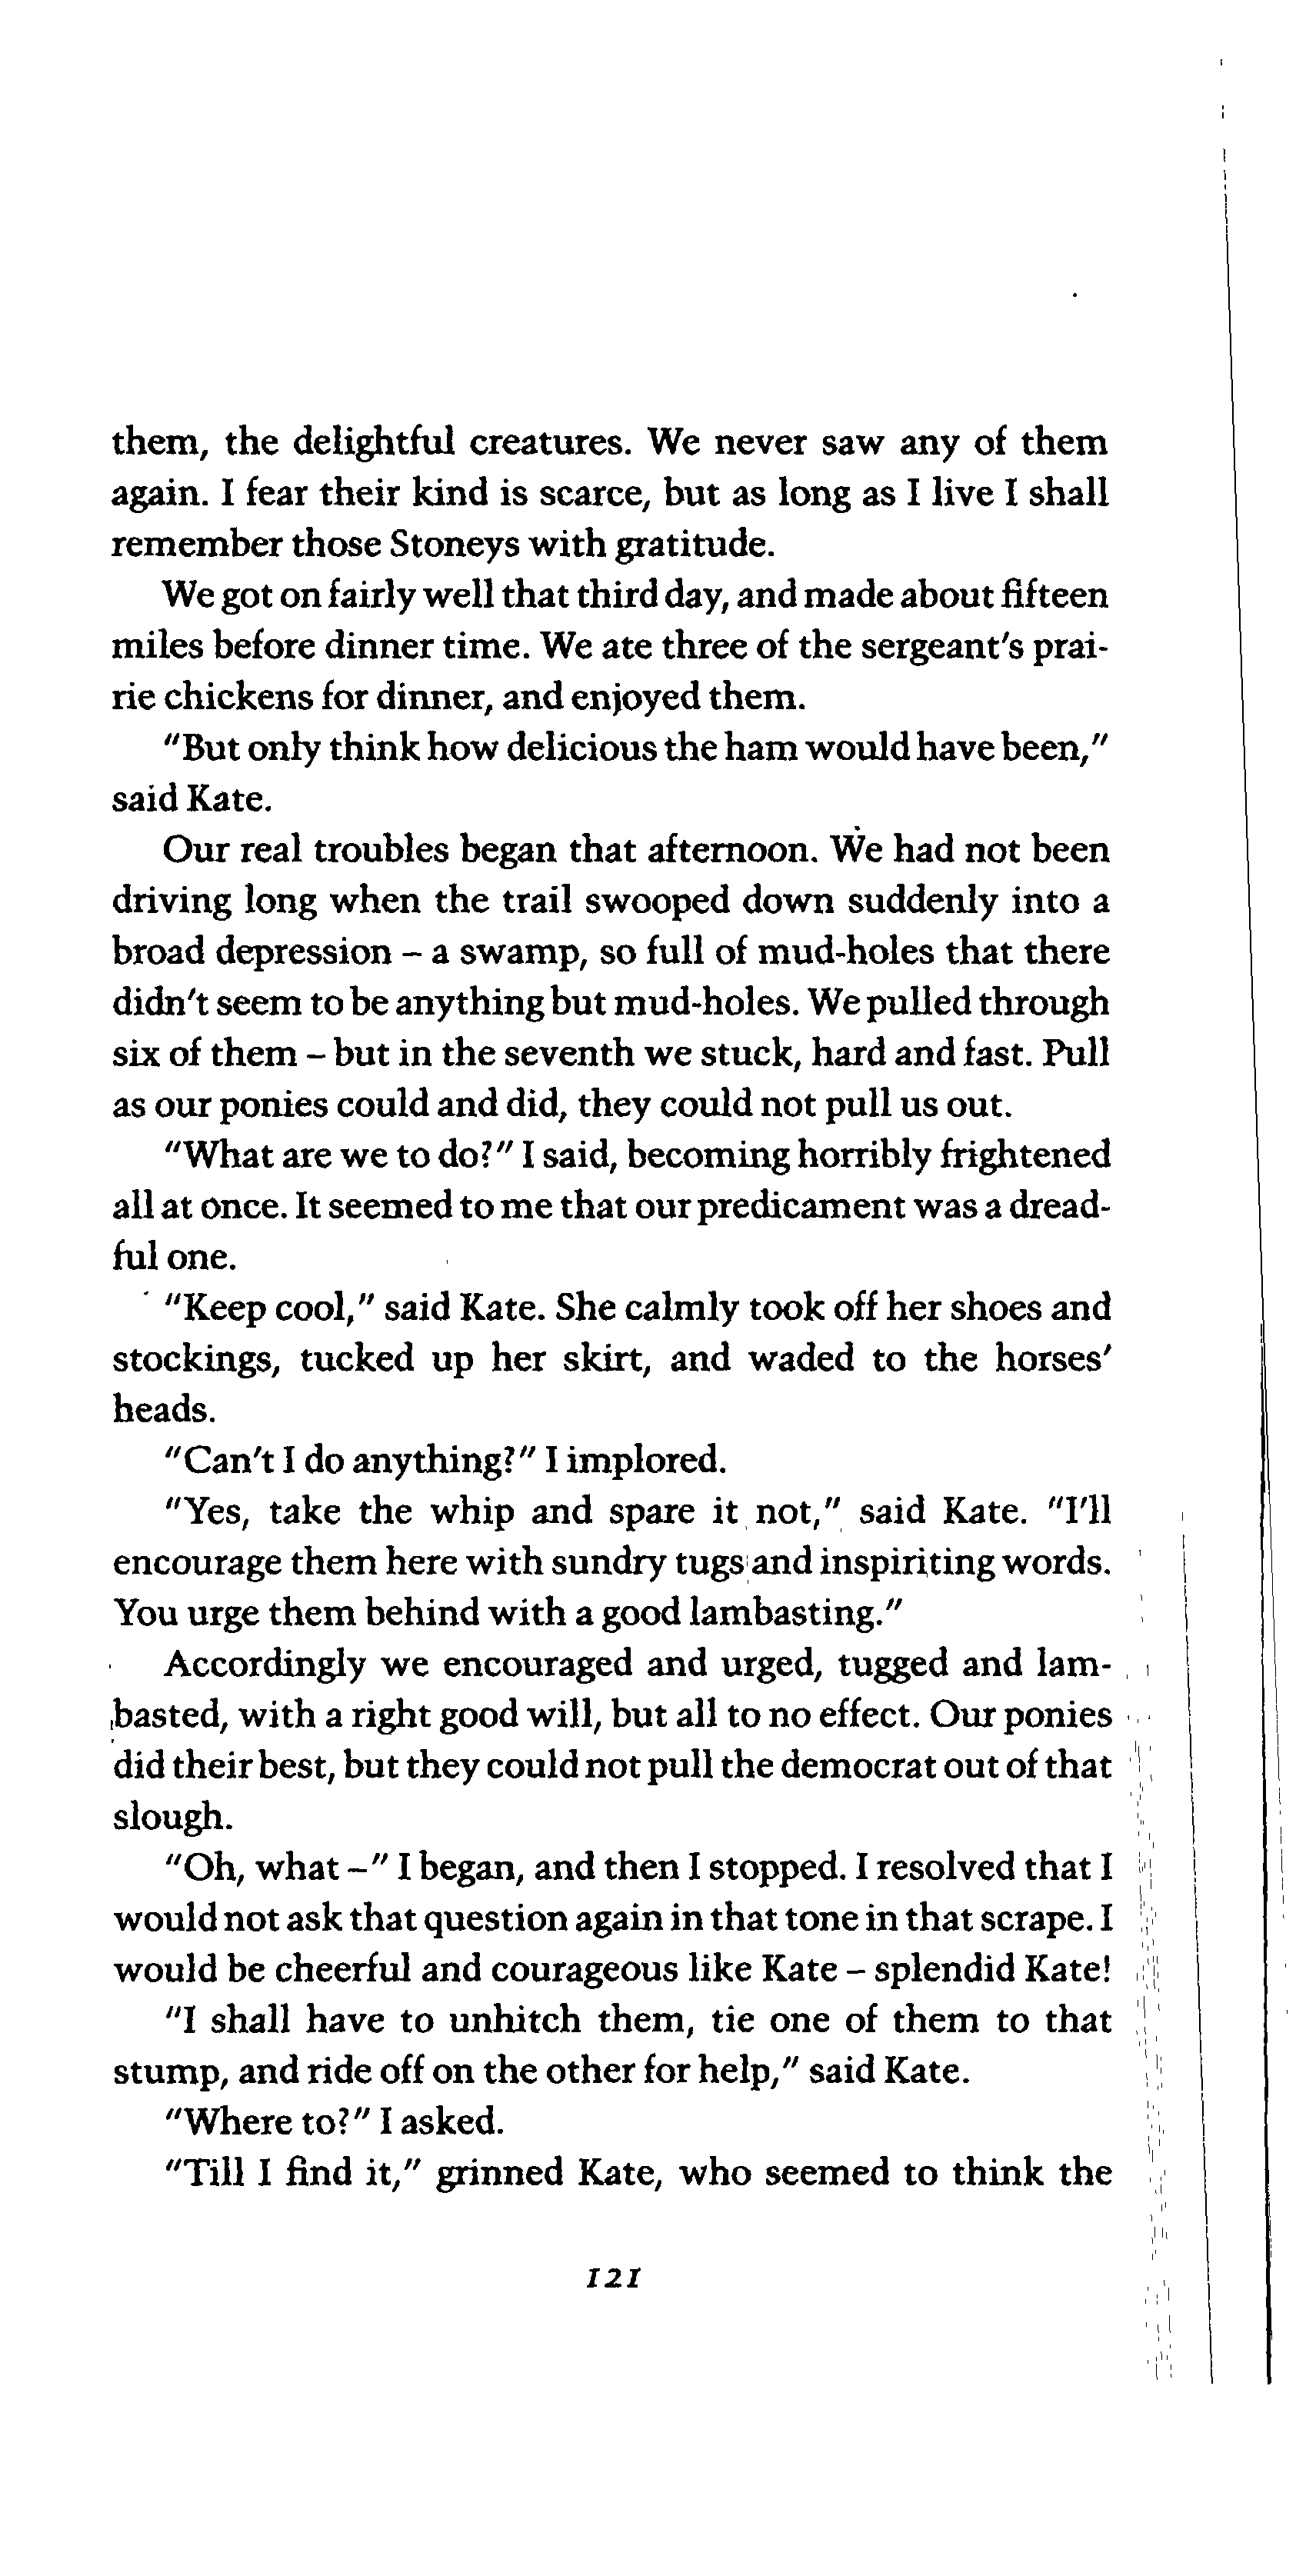 them, the delightful creatures. We never saw any of them
again. I fear their kind is scarce, but as long as I live I shall
remember those Stoneys with gratitude.
We got on fairly well that third day, and made about fifteen
miles before dinner time. We ate three of the sergeant's prai-
rie chickens for dinner, and enjoyed them.
"But only think how delicious the ham would have been,"
said Kate.
Our real troubles began that afternoon. We had not been
driving long when the trail swooped down suddenly into a
broad depression – a swamp, so full of mud-holes that there
didn't seem to be anything but mud-holes. We pulled through
six of them – but in the seventh we stuck, hard and fast. Pull
as our ponies could and did, they could not pull us out.
"What are we to do?" I said, becoming horribly frightened
all at once. It seemed to me that our predicament was a dread-
ful one.
"Keep cool," said Kate. She calmly took off her shoes and
stockings, tucked up her skirt, and waded to the horses'
heads.
"Can't I do anything?" I implored.
"Yes, take the whip and spare it not," said Kate. "I'll
encourage them here with sundry tugs and inspiriting words.
You urge them behind with a good lambasting."
Accordingly we encouraged and urged, tugged and lam-
basted, with a right good will, but all to no effect. Our ponies
did their best, but they could not pull the democrat out of that
slough.
"Oh, what –" I began, and then I stopped. I resolved that I
would not ask that question again in that tone in that scrape. I
would be cheerful and courageous like Kate – splendid Kate!
"I shall have to unhitch them, tie one of them to that
stump, and ride off on the other for help," said Kate.
"Where to?" I asked.
"Till I find it," grinned Kate, who seemed to think the
121